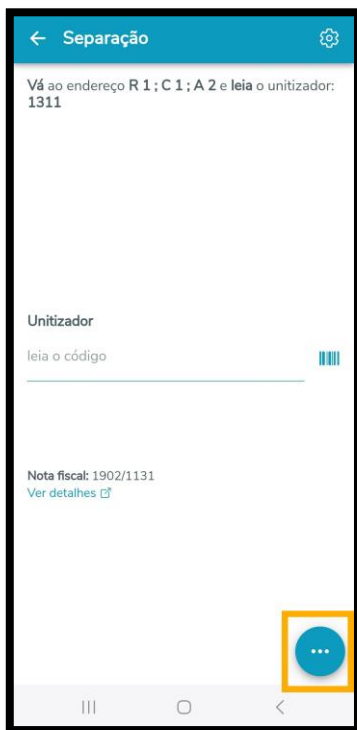 Separação
Vá ao endereço R 1 ; C 1 ; A 2 e leia o unitizador:
1311
Unitizador
leia o código
Nota fiscal: 1902/1131
Ver detalhes